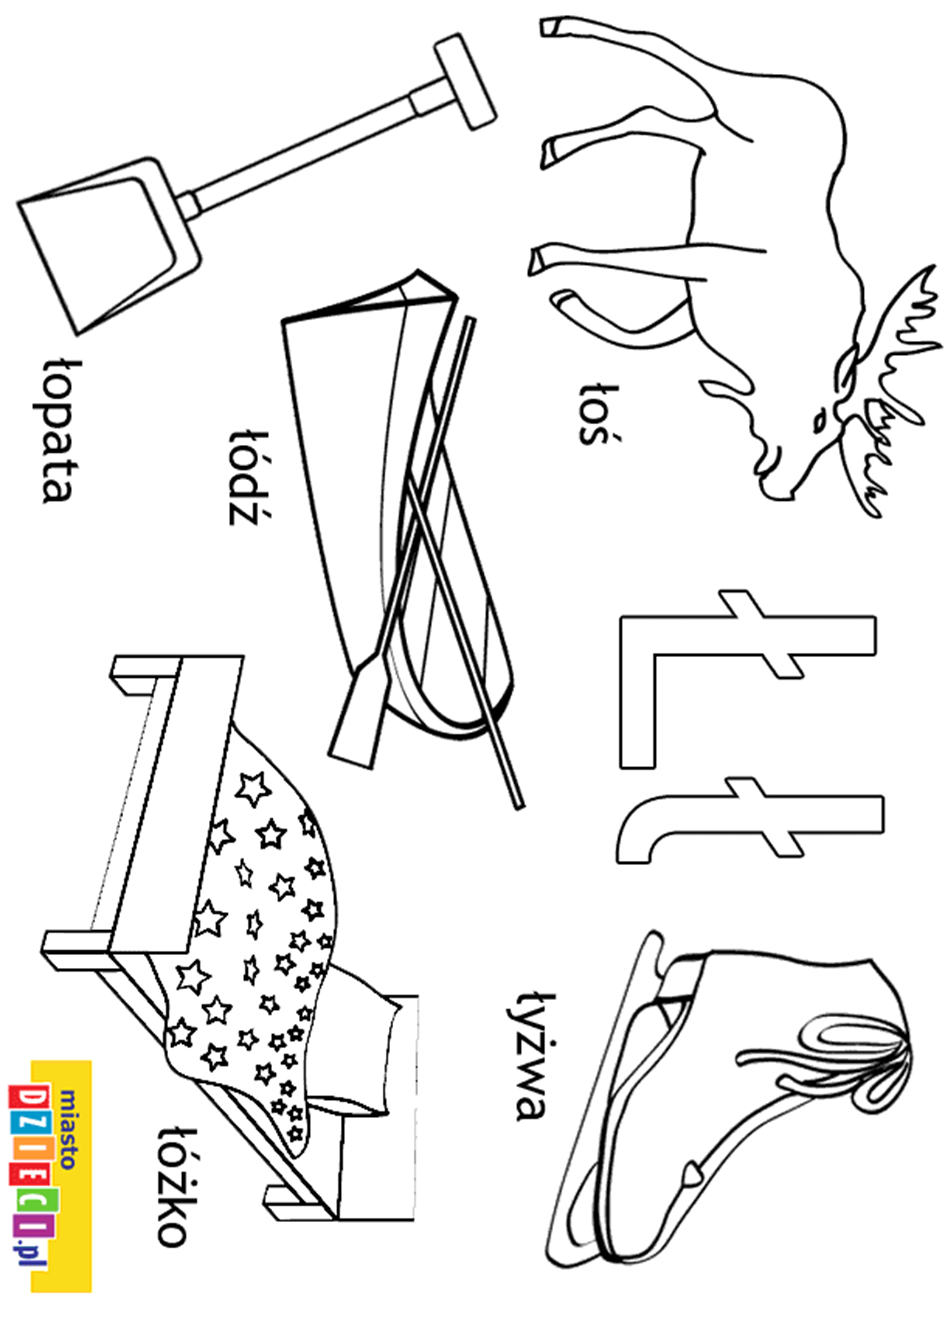 łoś
Ł ł
łyżwa
łódź
łopata
łóżko
miasto
DZIECI.pl